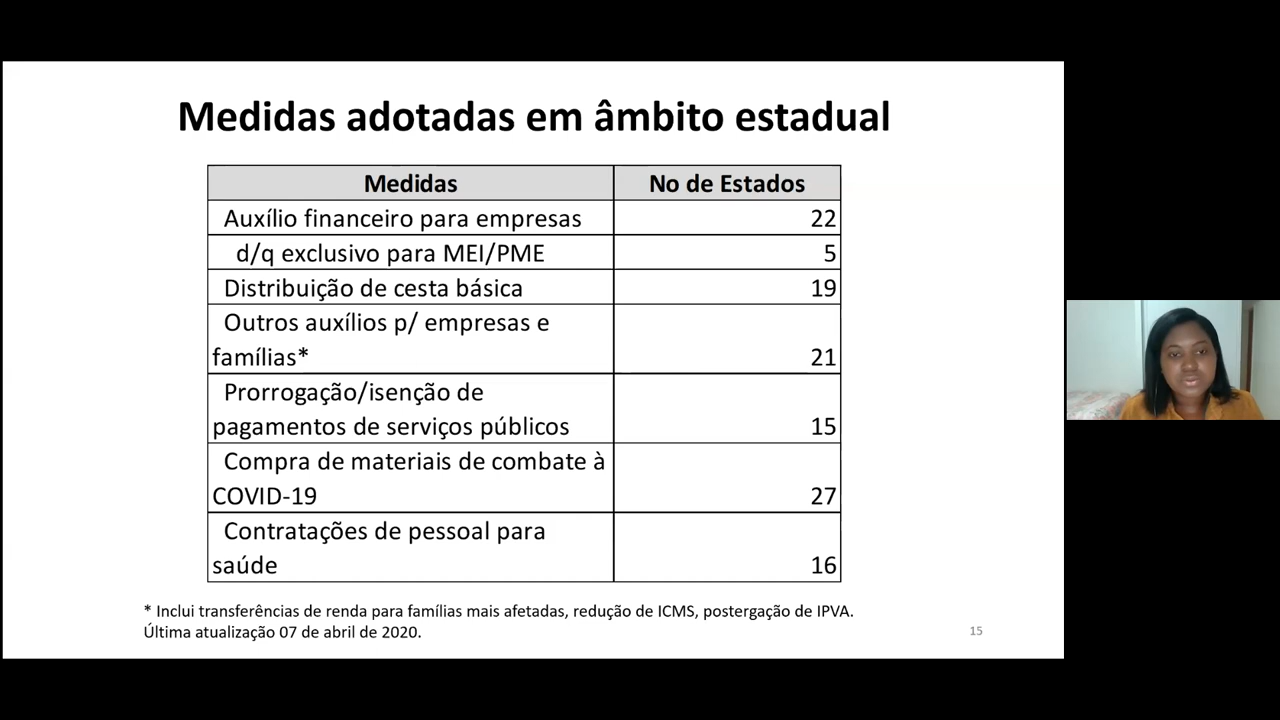 Medidas adotadas em âmbito estadual
Medidas
No de Estados
Auxílio financeiro para empresas
22
d/q exclusivo para MEI/PME
5
Distribuição de cesta básica
19
Outros auxílios p/ empresas e
famílias*
21
Prorrogação/isenção de
pagamentos de serviços públicos
15
Compra de materiais de combate à
COVID-19
27
Contratações de pessoal para
saúde
16
* Inclui transferências de renda para famílias mais afetadas, redução de ICMS, postergação de IPVA.
Última atualização 07 de abril de 2020.
15